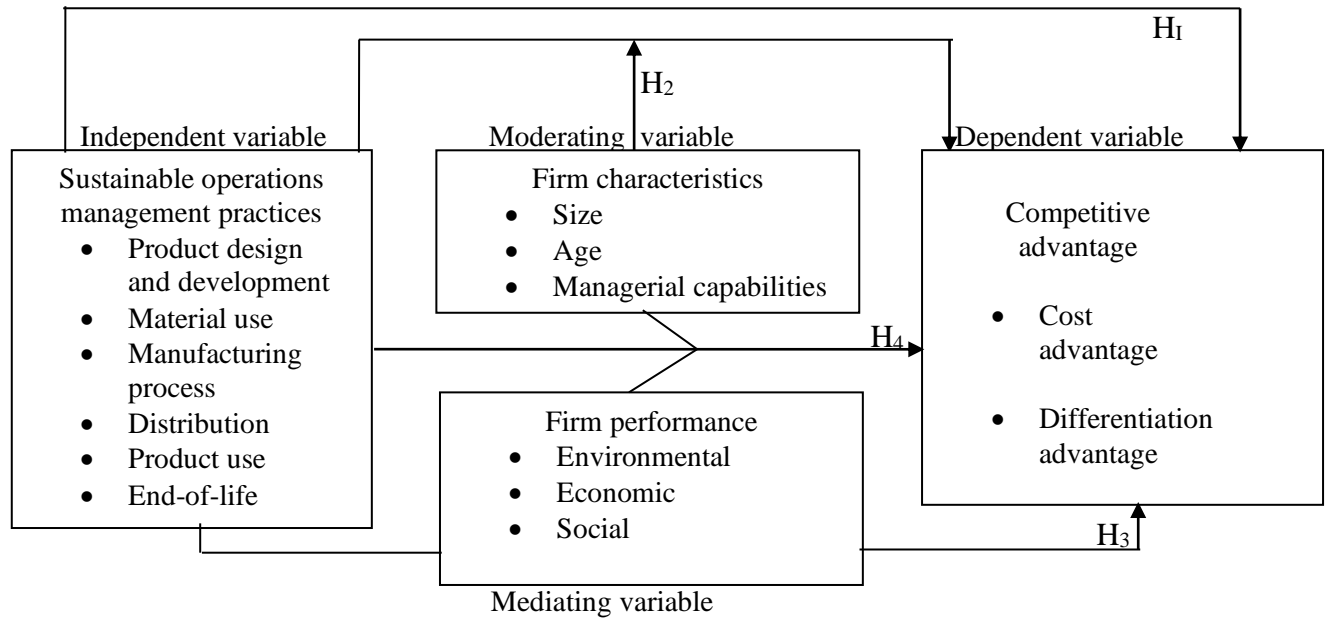 H₁
H₂
Independent variable
Moderating variable
Dependent variable
Sustainable operations
management practices
• Product design
and development
• Material use
• Manufacturing
process
• Distribution
• Product use
• End-of-life
Firm characteristics
• Size
• Age
• Managerial capabilities
H₄
Firm performance
• Environmental
• Economic
• Social
Mediating variable
Competitive
advantage
• Cost
advantage
• Differentiation
advantage
H₃